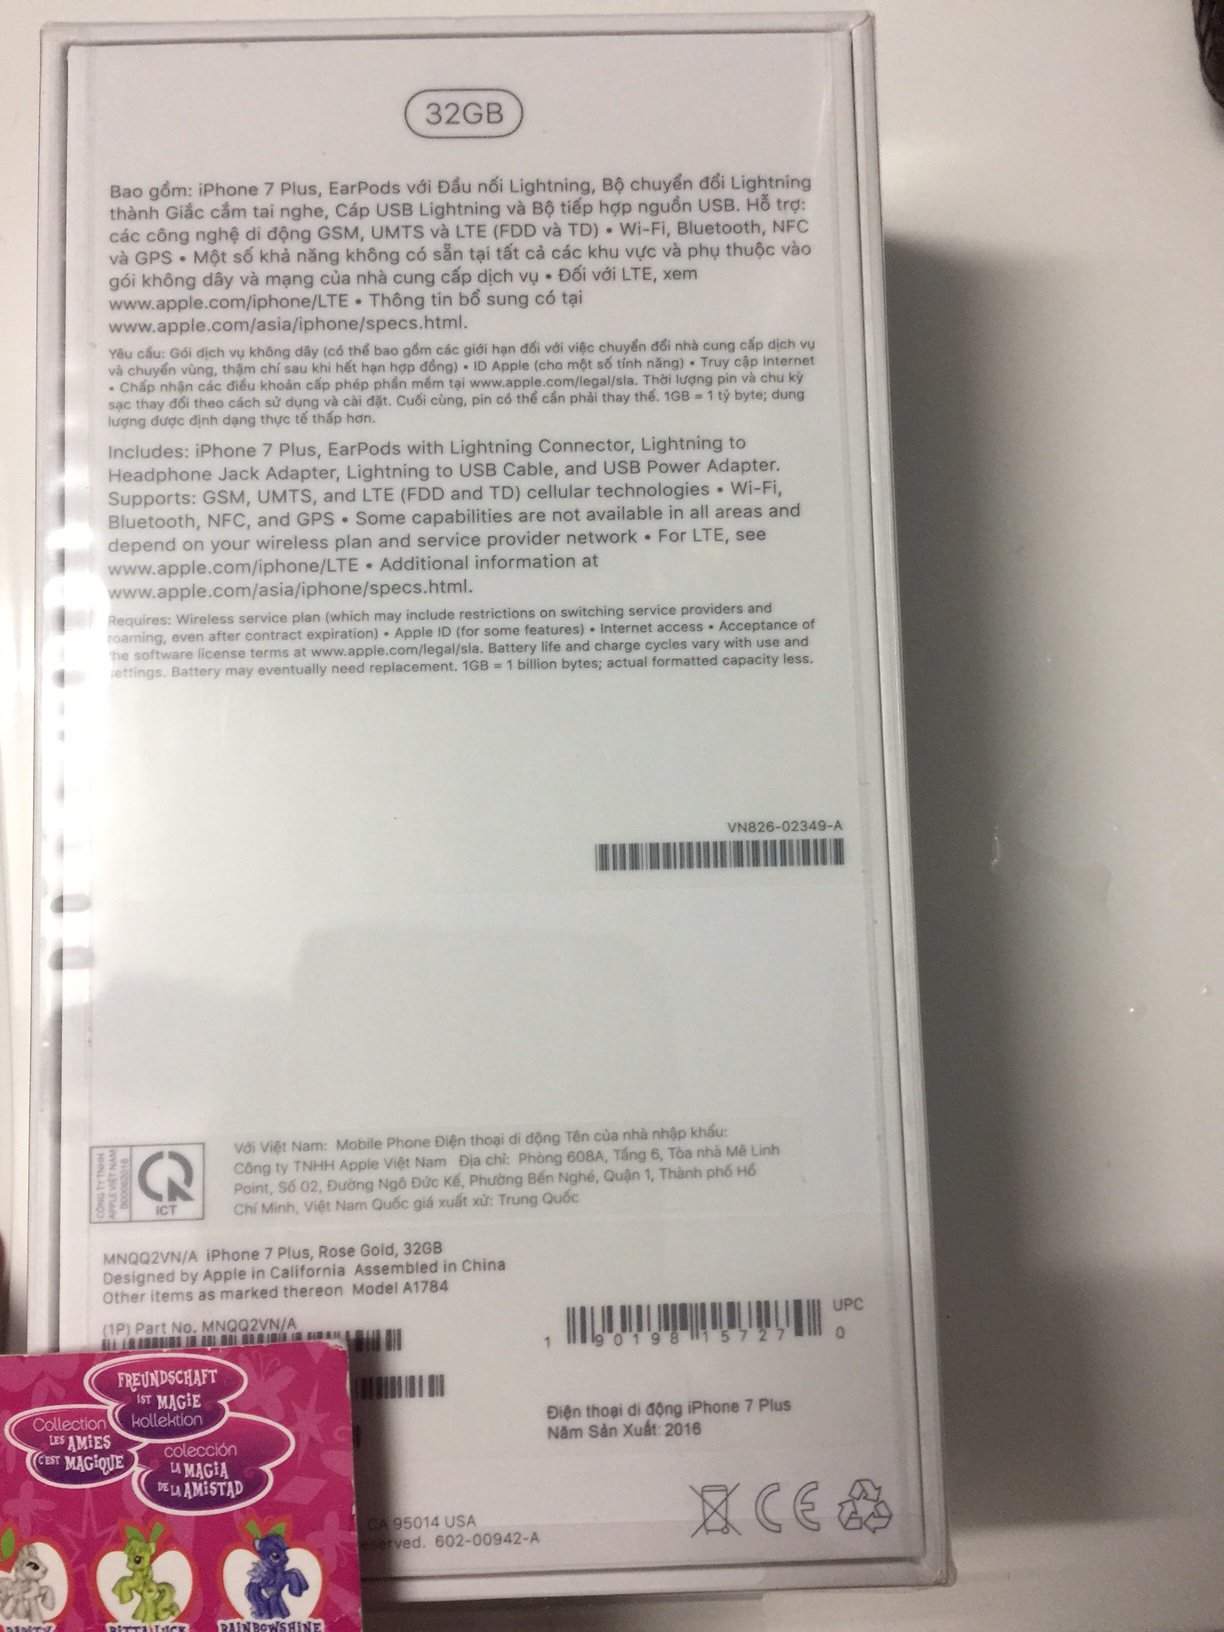 32GB
Bao gồm: iPhone 7 Plus, EarPods với Đầu nối Lightning, Bộ chuyển đổi Lightning
thành Giắc cắm tai nghe, Cáp USB Lightning và Bộ tiếp hợp nguồn USB. Hỗ trợ:
các công nghệ di động GSM, UMTS và LTE (FDD và TD) • Wi-Fi, Bluetooth, NFC
và GPS • Một số khả năng không có sẵn tại tất cả các khu vực và phụ thuộc vào
gói không dây và mạng của nhà cung cấp dịch vụ • Đối với LTE, xem
www.apple.com/iphone/LTE • Thông tin bổ sung có tại
www.apple.com/asia/iphone/specs.html.
Yêu cầu: Gói dịch vụ không dây (có thể bao gồm các giới hạn đối với việc chuyển đổi nhà cung cấp dịch vụ
và chuyển vùng, thậm chí sau khi hết hạn hợp đồng) • ID Apple (cho một số tính năng) • Truy cập Internet
• Chấp nhận các điều khoản cấp phép phần mềm tại www.apple.com/legal/sla. Thời lượng pin và chu kỳ
sạc thay đổi theo cách sử dụng và cài đặt. Cuối cùng, pin có thể cần phải thay thế. 1GB = 1 tỷ byte; dung
lượng được định dạng thực tế thấp hơn.
Includes: iPhone 7 Plus, EarPods with Lightning Connector, Lightning to
Headphone Jack Adapter, Lightning to USB Cable, and USB Power Adapter.
Supports: GSM, UMTS, and LTE (FDD and TD) cellular technologies • Wi-Fi,
Bluetooth, NFC, and GPS • Some capabilities are not available in all areas and
depend on your wireless plan and service provider network • For LTE, see
www.apple.com/iphone/LTE • Additional information at
www.apple.com/asia/iphone/specs.html.
Requires: Wireless service plan (which may include restrictions on switching service providers and
roaming, even after contract expiration) • Apple ID (for some features) • Internet access • Acceptance of
the software license terms at www.apple.com/legal/sla. Battery life and charge cycles vary with use and
settings. Battery may eventually need replacement. 1GB = 1 billion bytes; actual formatted capacity less.
VN826-02349-A
CÔNG TY TNHH
APPLE VIỆT NAM
B00062016
ICT
Với Việt Nam: Mobile Phone Điện thoại di động Tên của nhà nhập khẩu:
Công ty TNHH Apple Việt Nam Địa chỉ: Phòng 608A, Tầng 6, Tòa nhà Mê Linh
Point, Số 02, Đường Ngô Đức Kế, Phường Bến Nghé, Quận 1, Thành phố Hồ
Chí Minh, Việt Nam Quốc gia xuất xứ: Trung Quốc
MNQQ2VN/A iPhone 7 Plus, Rose Gold, 32GB
Designed by Apple in California Assembled in China
Other items as marked thereon Model A1784
(1P) Part No. MNQQ2VN/A
UPC
1 90198 15727 0
Điện thoại di động iPhone 7 Plus
Năm Sản Xuất: 2016
CE
CA 95014 USA
602-00942-A
FREUNDSCHAFT
IST MAGIE
kollektion
Collection
LES AMIES
C'EST MAGIQUE
colección
LA MAGIA
DE LA AMISTAD
RAINBOWSHINE